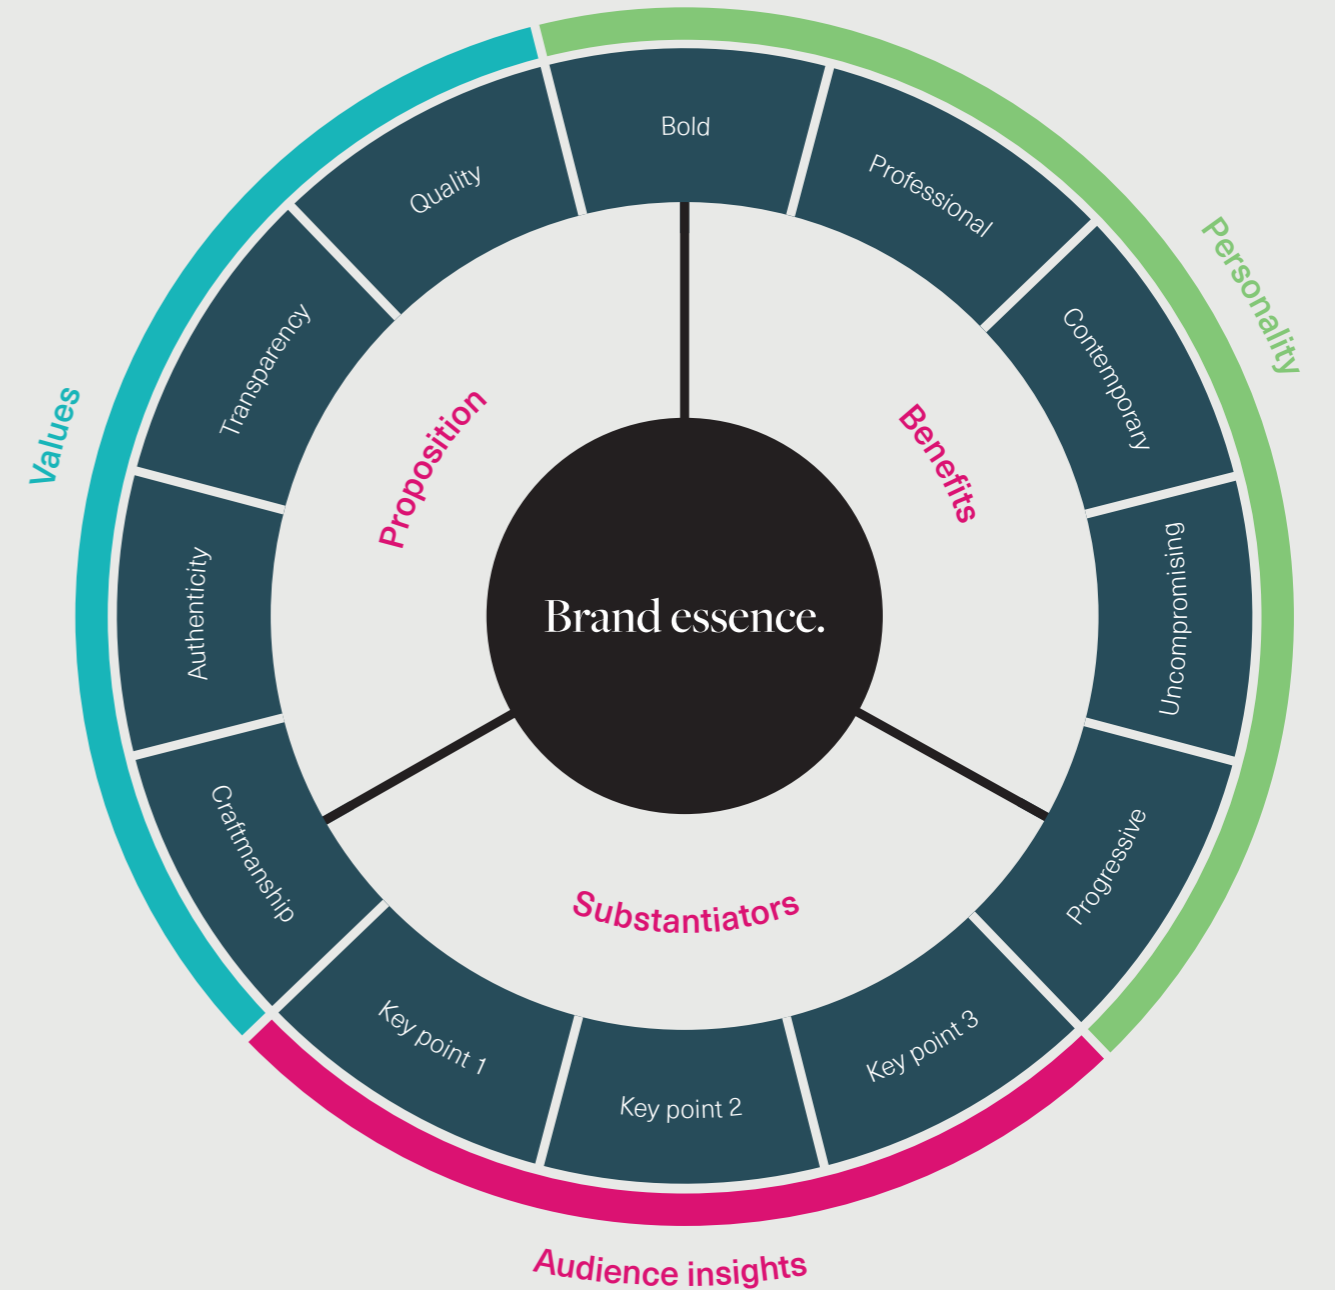 Bold
Professional
Contemporary
Uncompromising
Progressive
Key point 3
Key point 2
Key point 1
Craftmanship
Authenticity
Transparency
Quality
Values
Personality
Audience insights
Proposition
Benefits
Substantiators
Brand essence.